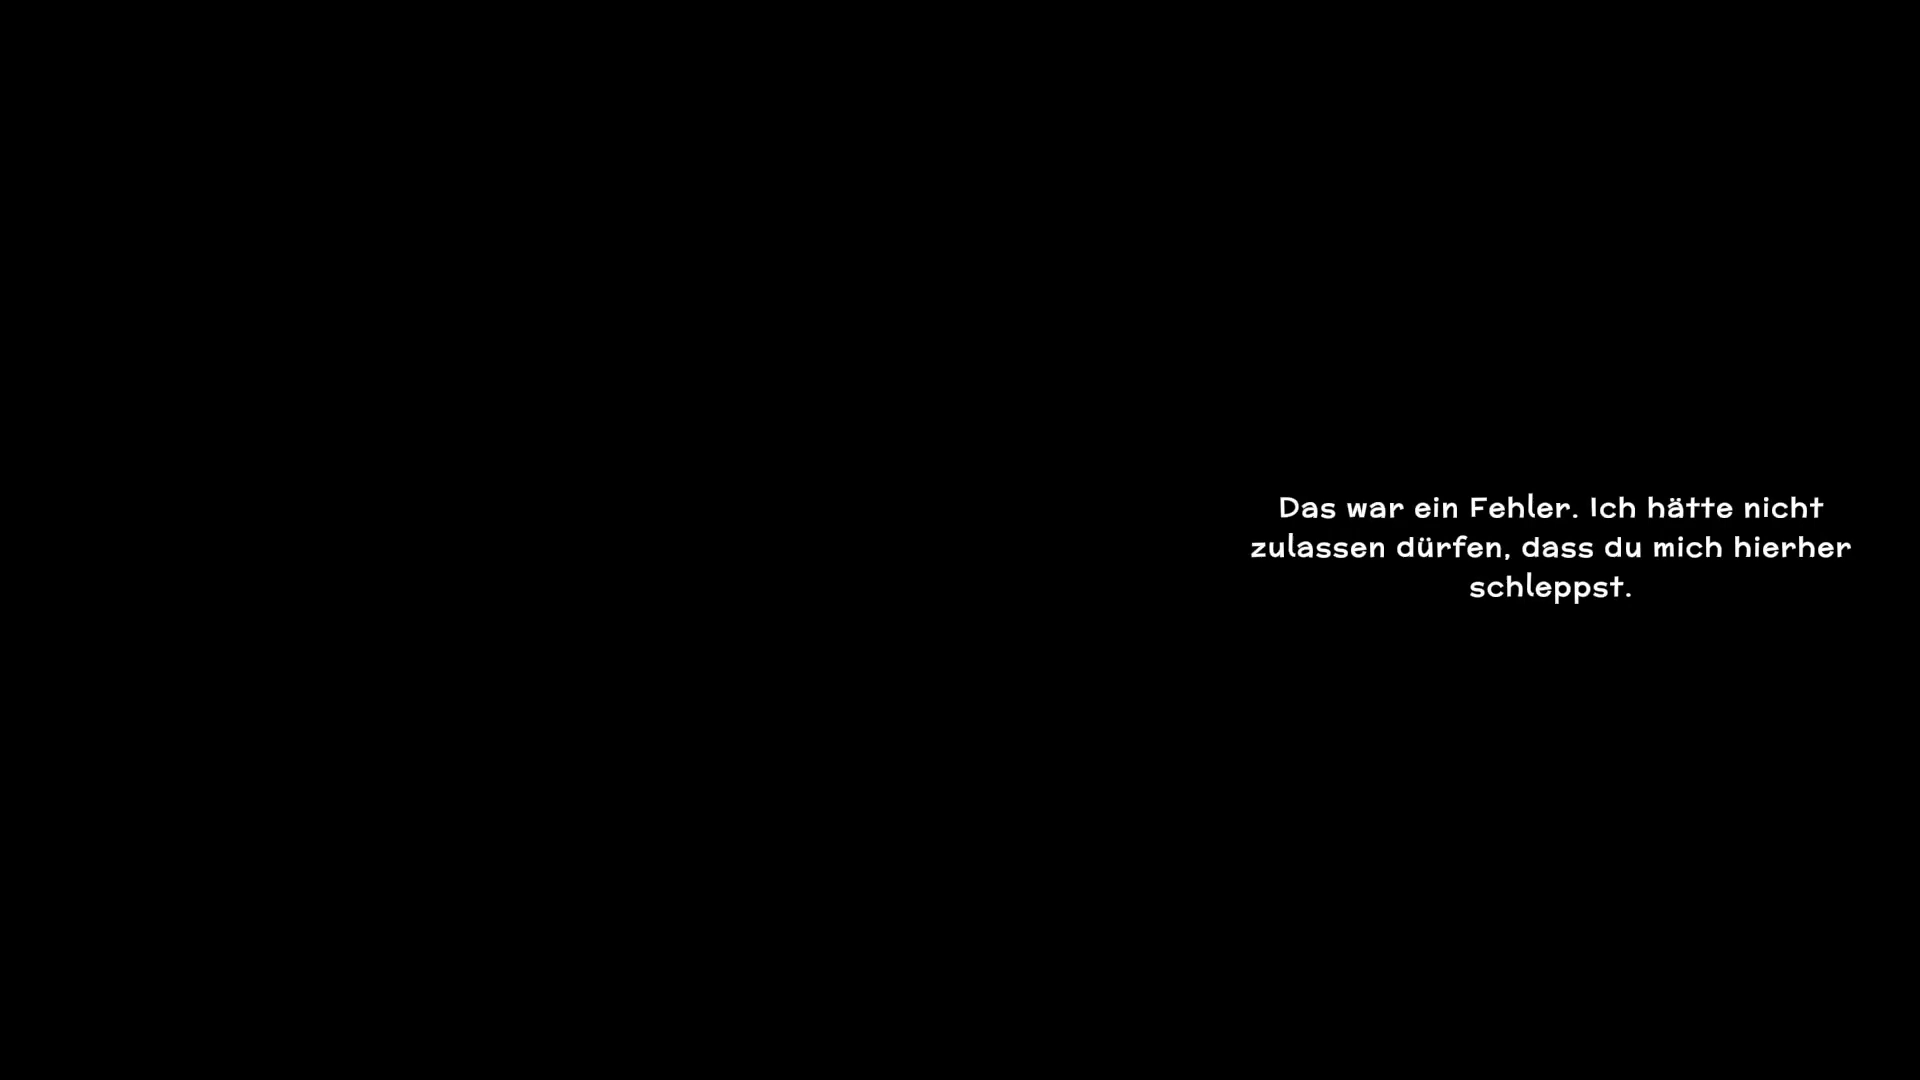 Das war ein Fehler. Ich hätte nicht
zulassen dürfen, dass du mich hierher
schleppst.